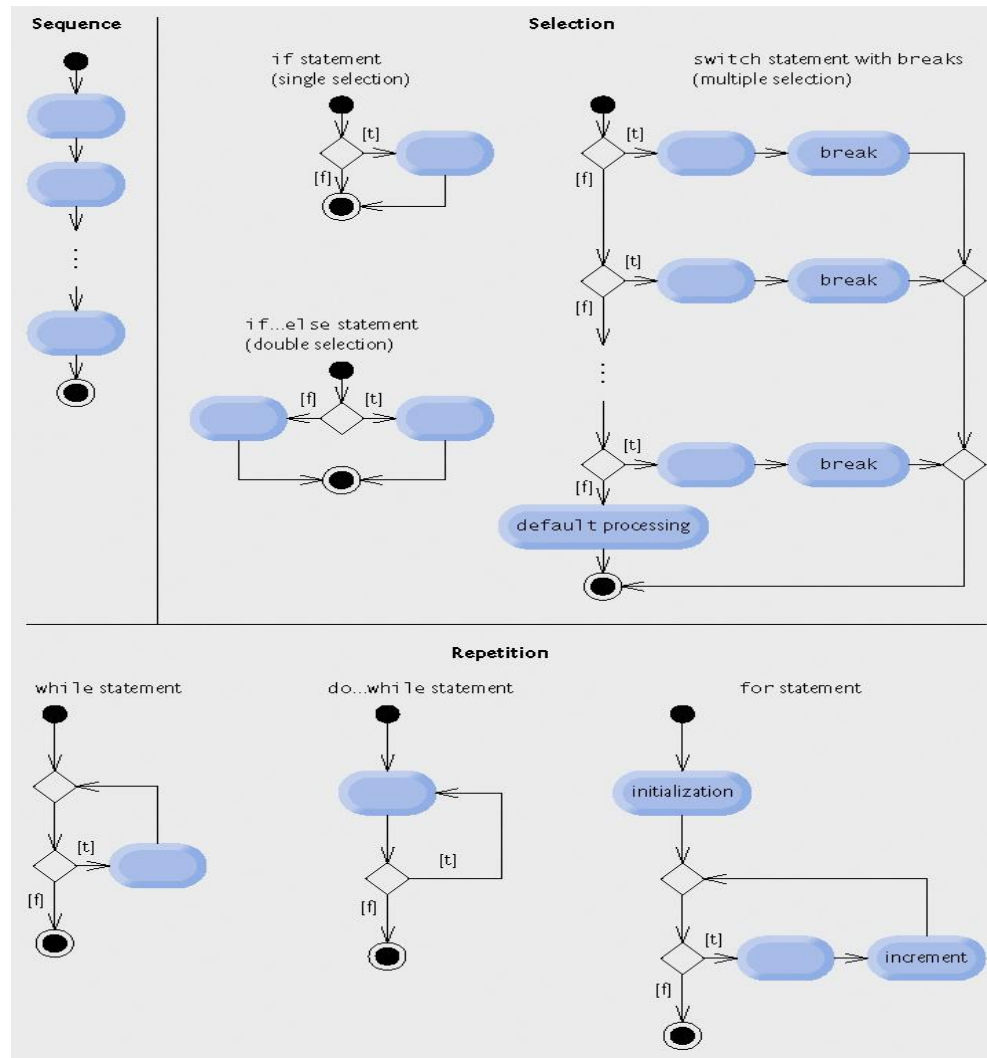 Sequence
⋮
Selection
if statement
(single selection)
[t]
[f]
if...else statement
(double selection)
[f]
[t]
switch statement with breaks
(multiple selection)
[t]
break
[f]
[t]
break
[f]
⋮
[t]
break
[f]
default processing
Repetition
while statement
[t]
[f]
do...while statement
[t]
[f]
for statement
initialization
[t]
increment
[f]